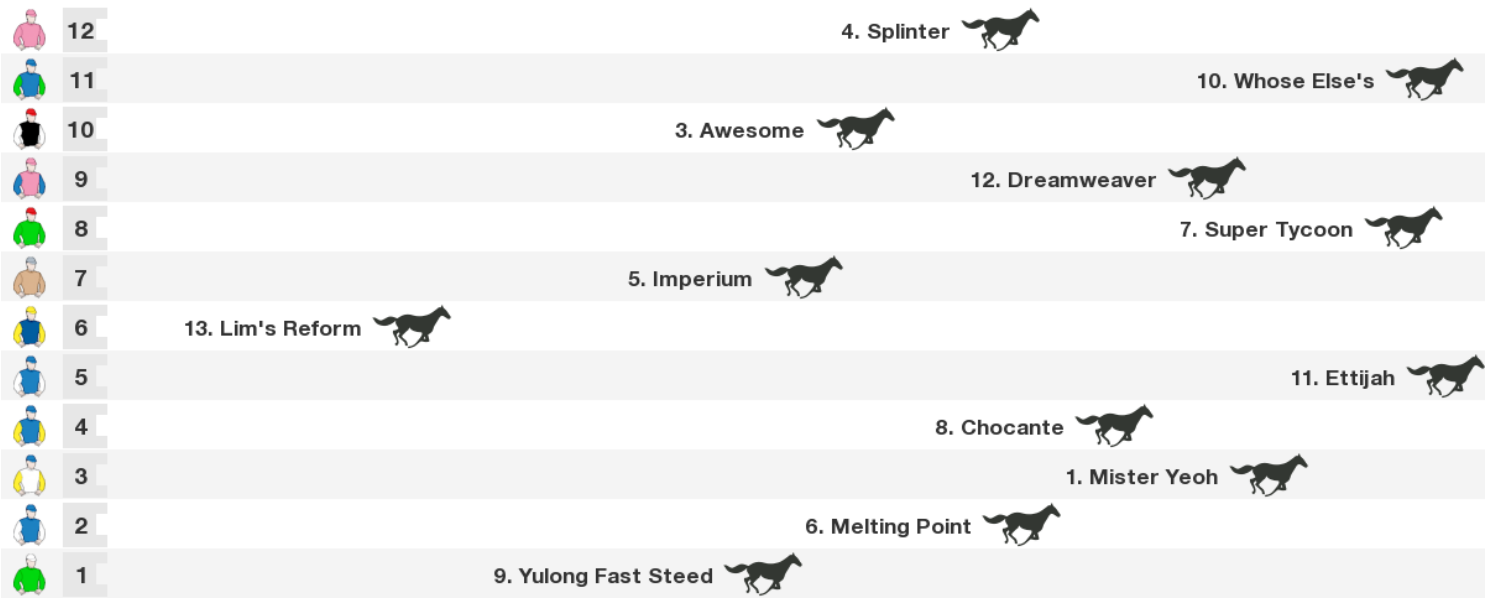 12 4. Splinter
11 10. Whose Else's
10 3. Awesome
9 12. Dreamweaver
8 7. Super Tycoon
7 5. Imperium
6 13. Lim's Reform
5 11. Ettijah
4 8. Chocante
3 1. Mister Yeoh
2 6. Melting Point
1 9. Yulong Fast Steed